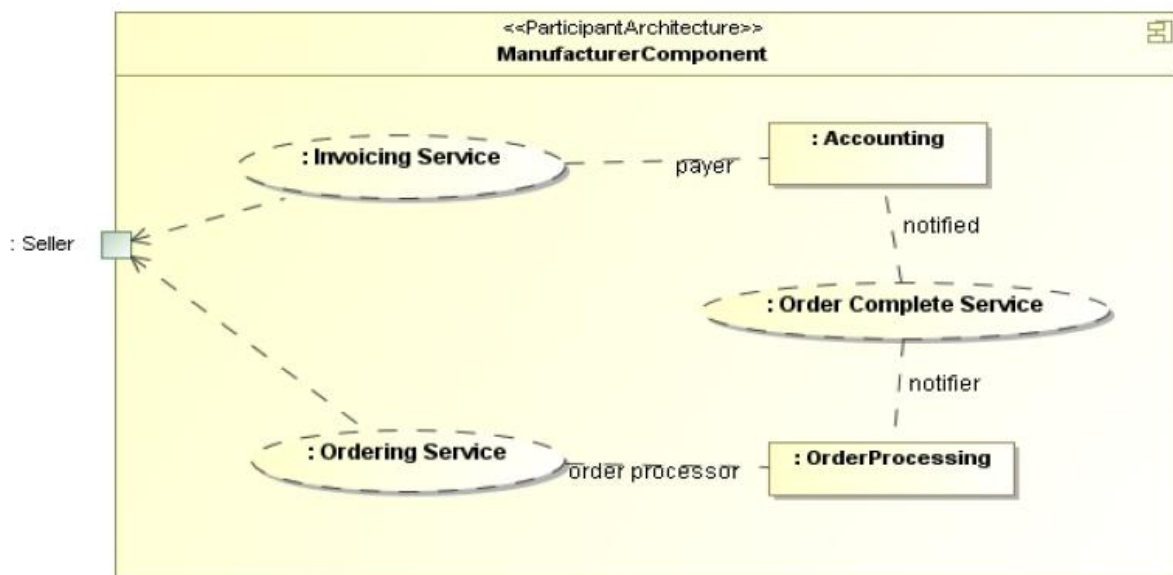 <<ParticipantArchitecture>>
ManufacturerComponent
: Invoicing Service
payer
: Accounting
notified
: Seller
: Order Complete Service
notifier
: Ordering Service
order processor
: OrderProcessing